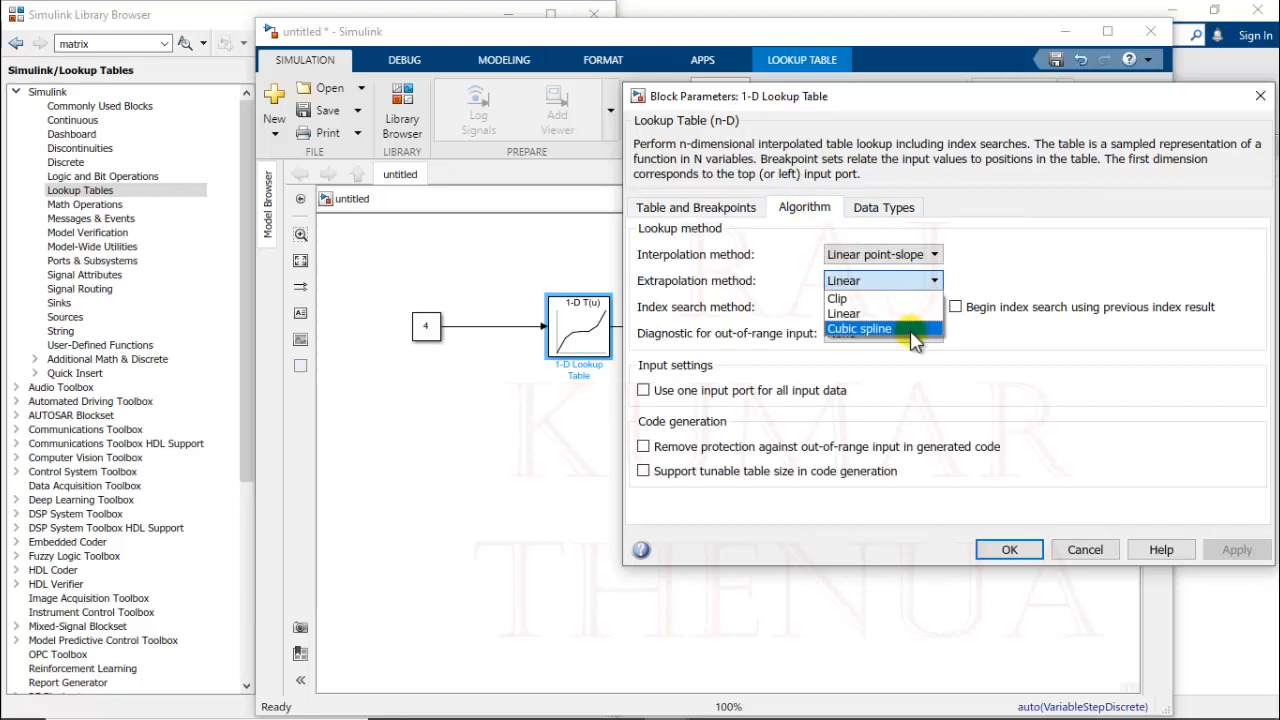 Simulink Library Browser
matrix
Simulink/Lookup Tables
Simulink
Commonly Used Blocks
Continuous
Dashboard
Discontinuities
Discrete
Logic and Bit Operations
Lookup Tables
Math Operations
Messages & Events
Model Verification
Model-Wide Utilities
Ports & Subsystems
Signal Attributes
Signal Routing
Sinks
Sources
String
User-Defined Functions
Additional Math & Discrete
Quick Insert
Audio Toolbox
Automated Driving Toolbox
AUTOSAR Blockset
Communications Toolbox
Communications Toolbox HDL Support
Computer Vision Toolbox
Control System Toolbox
Data Acquisition Toolbox
Deep Learning Toolbox
DSP System Toolbox
DSP System Toolbox HDL Support
Embedded Coder
Fuzzy Logic Toolbox
HDL Coder
HDL Verifier
Image Acquisition Toolbox
Instrument Control Toolbox
Mixed-Signal Blockset
Model Predictive Control Toolbox
OPC Toolbox
Reinforcement Learning
Report Generator
untitled * - Simulink
Sign In
SIMULATION DEBUG MODELING FORMAT APPS LOOKUP TABLE
New
Open
Save
Print
FILE
Library
Browser
LIBRARY
Log
Signals
Add
Viewer
PREPARE
Model Browser
untitled
untitled
4
1-D T(u)
1-D Lookup
Table
Ready
100%
auto(VariableStepDiscrete)
Block Parameters: 1-D Lookup Table
Lookup Table (n-D)
Perform n-dimensional interpolated table lookup including index searches. The table is a sampled representation of a
function in N variables. Breakpoint sets relate the input values to positions in the table. The first dimension
corresponds to the top (or left) input port.
Table and Breakpoints Algorithm Data Types
Lookup method
Interpolation method: Linear point-slope
Extrapolation method: Linear
Clip
Linear
Cubic spline
Index search method:
Begin index search using previous index result
Diagnostic for out-of-range input:
Input settings
Use one input port for all input data
Code generation
Remove protection against out-of-range input in generated code
Support tunable table size in code generation
OK Cancel Help Apply
RAJ
KUMAR
THENUA